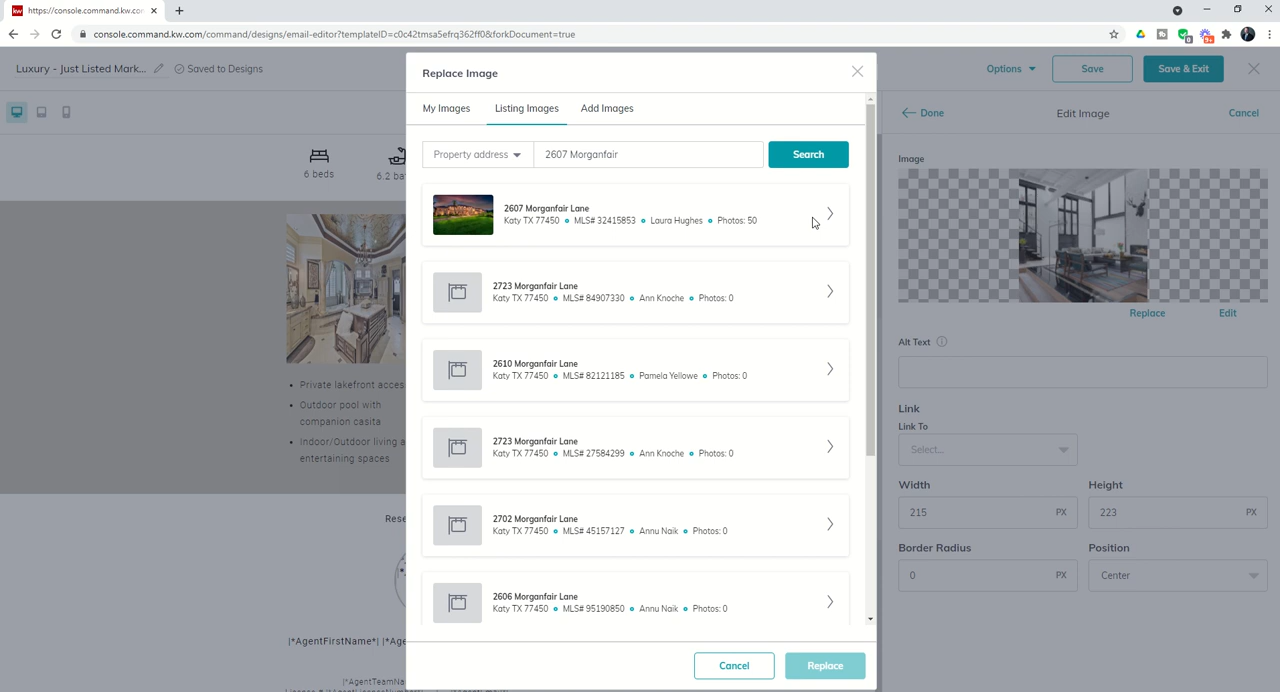 https://console.command.kw.com
console.command.kw.com/command/designs/email-editor?templateID=c0c42tmsa5efrq362ff0&forkDocument=true
Luxury - Just Listed Mark...
Saved to Designs
Options
Save
Save & Exit
Replace Image
My Images
Listing Images
Add Images
Property address
2607 Morganfair
Search
2607 Morganfair Lane
Katy TX 77450 MLS# 32415853 Laura Hughes Photos: 50
2723 Morganfair Lane
Katy TX 77450 MLS# 84907330 Ann Knoche Photos: 0
2610 Morganfair Lane
Katy TX 77450 MLS# 82121185 Pamela Yellowe Photos: 0
2723 Morganfair Lane
Katy TX 77450 MLS# 27584299 Ann Knoche Photos: 0
2702 Morganfair Lane
Katy TX 77450 MLS# 45157127 Annu Naik Photos: 0
2606 Morganfair Lane
Katy TX 77450 MLS# 95190850 Annu Naik Photos: 0
Cancel
Replace
6 beds
6.2 ba
Private lakefront acces
Outdoor pool with
companion casita
Indoor/Outdoor living a
entertaining spaces
Rese
|*AgentFirstName*| |*Age
|*AgentTeamNa
Done
Edit Image
Cancel
Image
Replace
Edit
Alt Text
Link
Link To
Select...
Width
Height
215 PX
223 PX
Border Radius
Position
0 PX
Center